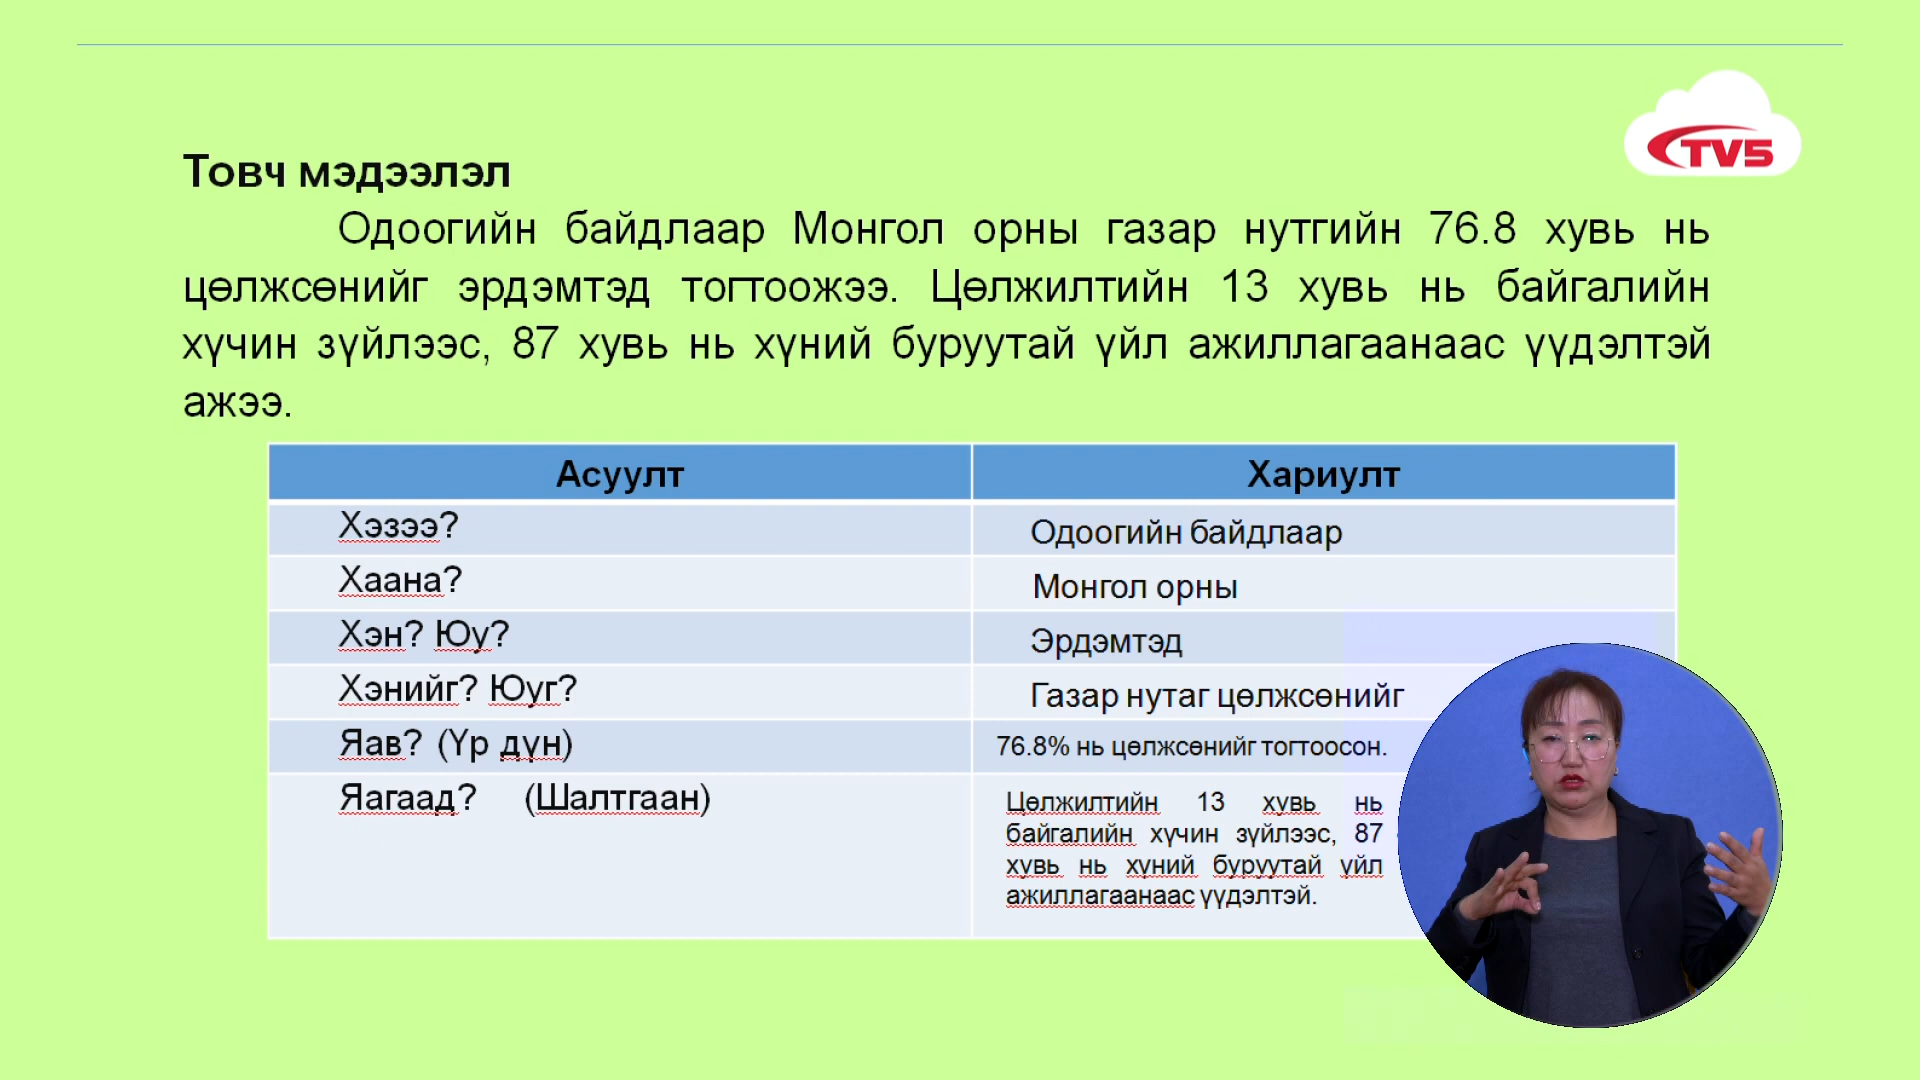 TV5
Товч мэдээлэл
Одоогийн байдлаар Монгол орны газар нутгийн 76.8 хувь нь
цөлжсөнийг эрдэмтэд тогтоожээ. Цөлжилтийн 13 хувь нь байгалийн
хүчин зүйлээс, 87 хувь нь хүний буруутай үйл ажиллагаанаас үүдэлтэй
ажээ.
Асуулт Хариулт
Хэзээ? Одоогийн байдлаар
Хаана? Монгол орны
Хэн? Юу? Эрдэмтэд
Хэнийг? Юуг? Газар нутаг цөлжсөнийг
Яав? (Үр дүн) 76.8% нь цөлжсөнийг тогтоосон.
Яагаад? (Шалтгаан) Цөлжилтийн 13 хувь нь
байгалийн хүчин зүйлээс, 87
хувь нь хүний буруутай үйл
ажиллагаанаас үүдэлтэй.